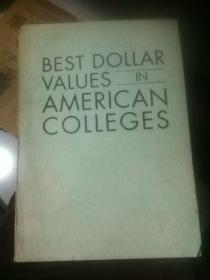 BEST DOLLAR
VALUES IN
AMERICAN
COLLEGES